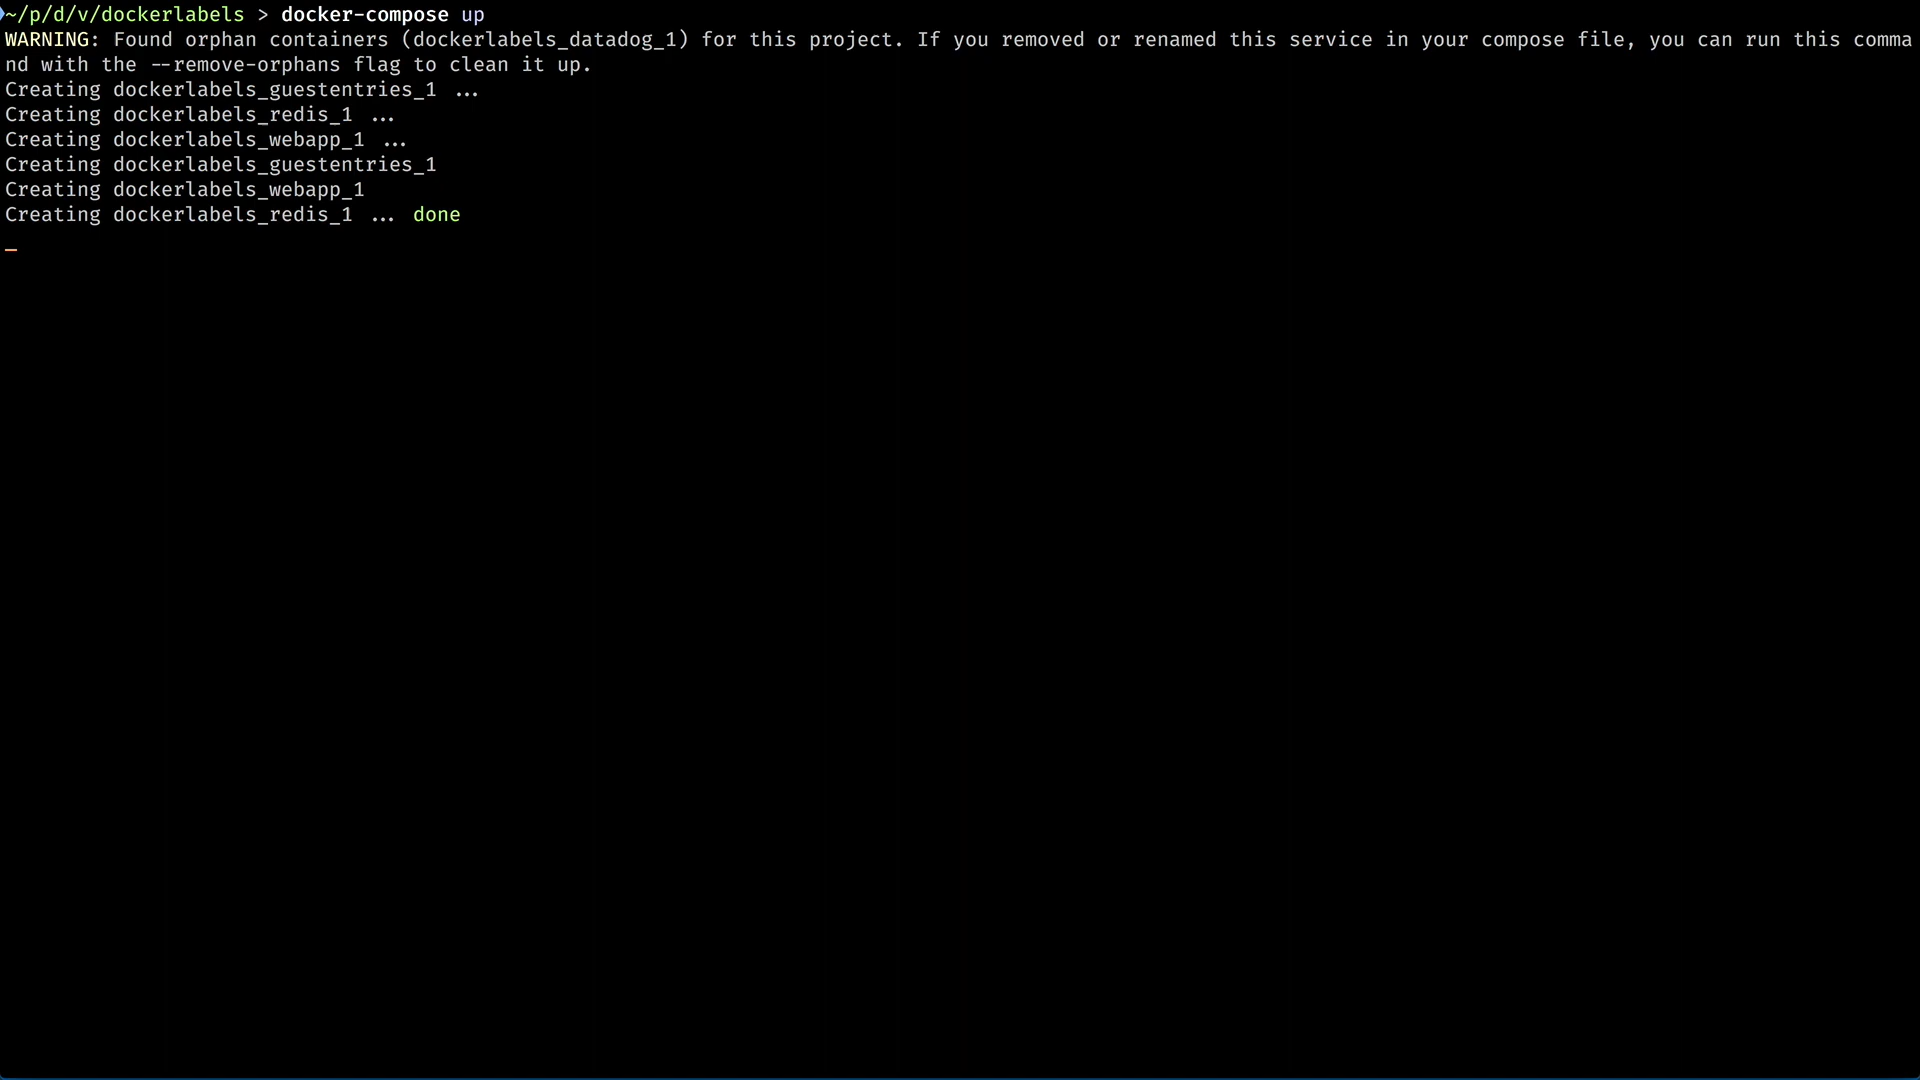 ~/p/d/v/dockerlabels > docker-compose up
WARNING: Found orphan containers (dockerlabels_datadog_1) for this project. If you removed or renamed this service in your compose file, you can run this comma
nd with the --remove-orphans flag to clean it up.
Creating dockerlabels_guestentries_1 ...
Creating dockerlabels_redis_1 ...
Creating dockerlabels_webapp_1 ...
Creating dockerlabels_guestentries_1
Creating dockerlabels_webapp_1
Creating dockerlabels_redis_1 ... done